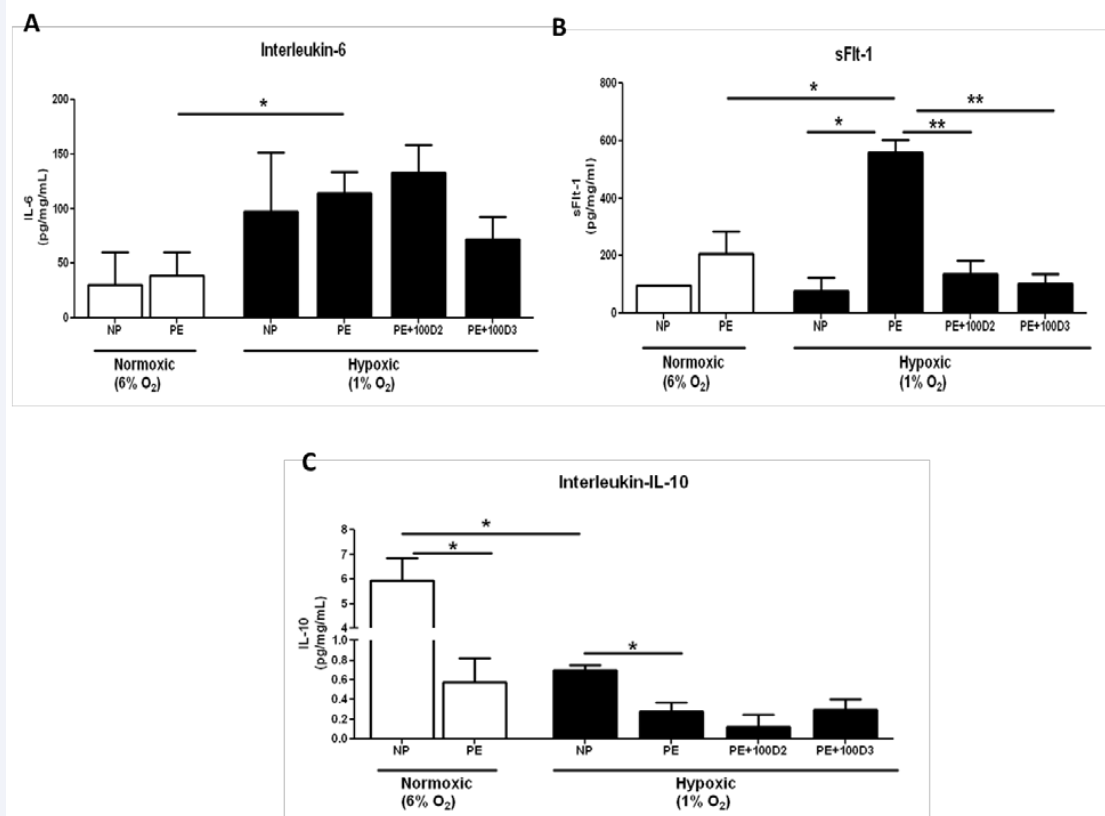 A
Interleukin-6
IL-6
(pg/mg/mL)
200
150
100
50
0
*
NP PE NP PE PE+100D2 PE+100D3
Normoxic
(6% O₂)
Hypoxic
(1% O₂)
B
sFlt-1
sFlt-1
(pg/mg/ml)
800
600
400
200
0
*
**
*
**
NP PE NP PE PE+100D2 PE+100D3
Normoxic
(6% O₂)
Hypoxic
(1% O₂)
C
Interleukin-IL-10
IL-10
(pg/mg/mL)
8
7
6
5
4
1.0
0.8
0.6
0.4
0.2
0.0
*
*
*
NP PE NP PE PE+100D2 PE+100D3
Normoxic
(6% O₂)
Hypoxic
(1% O₂)